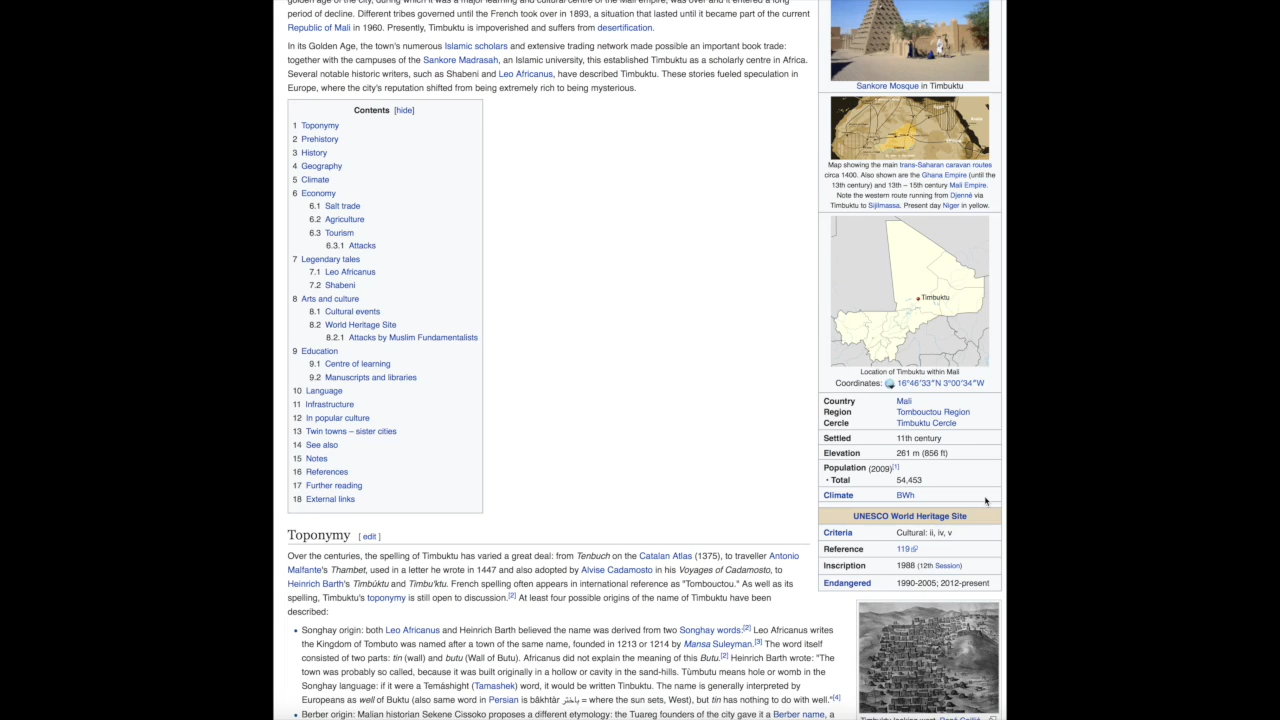 golden age of the city, during which it was a major learning and cultural centre of the Mali empire, was over and it entered a long
period of decline. Different tribes governed until the French took over in 1893, a situation that lasted until it became part of the current
Republic of Mali in 1960. Presently, Timbuktu is impoverished and suffers from desertification.
In its Golden Age, the town's numerous Islamic scholars and extensive trading network made possible an important book trade:
together with the campuses of the Sankore Madrasah, an Islamic university, this established Timbuktu as a scholarly centre in Africa.
Several notable historic writers, such as Shabeni and Leo Africanus, have described Timbuktu. These stories fueled speculation in
Europe, where the city's reputation shifted from being extremely rich to being mysterious.
Contents [hide]
1 Toponymy
2 Prehistory
3 History
4 Geography
5 Climate
6 Economy
6.1 Salt trade
6.2 Agriculture
6.3 Tourism
6.3.1 Attacks
7 Legendary tales
7.1 Leo Africanus
7.2 Shabeni
8 Arts and culture
8.1 Cultural events
8.2 World Heritage Site
8.2.1 Attacks by Muslim Fundamentalists
9 Education
9.1 Centre of learning
9.2 Manuscripts and libraries
10 Language
11 Infrastructure
12 In popular culture
13 Twin towns – sister cities
14 See also
15 Notes
16 References
17 Further reading
18 External links
Toponymy [ edit ]
Over the centuries, the spelling of Timbuktu has varied a great deal: from Tenbuch on the Catalan Atlas (1375), to traveller Antonio
Malfante's Thambet, used in a letter he wrote in 1447 and also adopted by Alvise Cadamosto in his Voyages of Cadamosto, to
Heinrich Barth's Timbúktu and Timbu'ktu. French spelling often appears in international reference as "Tombouctou." As well as its
spelling, Timbuktu's toponymy is still open to discussion.[2] At least four possible origins of the name of Timbuktu have been
described:
• Songhay origin: both Leo Africanus and Heinrich Barth believed the name was derived from two Songhay words:[2] Leo Africanus writes
the Kingdom of Tombuto was named after a town of the same name, founded in 1213 or 1214 by Mansa Suleyman.[3] The word itself
consisted of two parts: tin (wall) and butu (Wall of Butu). Africanus did not explain the meaning of this Butu.[2] Heinrich Barth wrote: "The
town was probably so called, because it was built originally in a hollow or cavity in the sand-hills. Tùmbutu means hole or womb in the
Songhay language: if it were a Temáshight (Tamashek) word, it would be written Tinbuktu. The name is generally interpreted by
Europeans as well of Buktu (also same word in Persian is bâkhtàr باختر = where the sun sets, West), but tin has nothing to do with well."[4]
• Berber origin: Malian historian Sekene Cissoko proposes a different etymology: the Tuareg founders of the city gave it a Berber name, a
Sankore Mosque in Timbuktu
Map showing the main trans-Saharan caravan routes
circa 1400. Also shown are the Ghana Empire (until the
13th century) and 13th – 15th century Mali Empire.
Note the western route running from Djenné via
Timbuktu to Sijilmassa. Present day Niger in yellow.
Timbuktu
Location of Timbuktu within Mali
Coordinates: 16°46′33″N 3°00′34″W
Country Mali
Region Tombouctou Region
Cercle Timbuktu Cercle
Settled 11th century
Elevation 261 m (856 ft)
Population (2009)[1]
• Total 54,453
Climate BWh
UNESCO World Heritage Site
Criteria Cultural: ii, iv, v
Reference 119
Inscription 1988 (12th Session)
Endangered 1990-2005; 2012-present
Timbuktu looking west, René Caillié